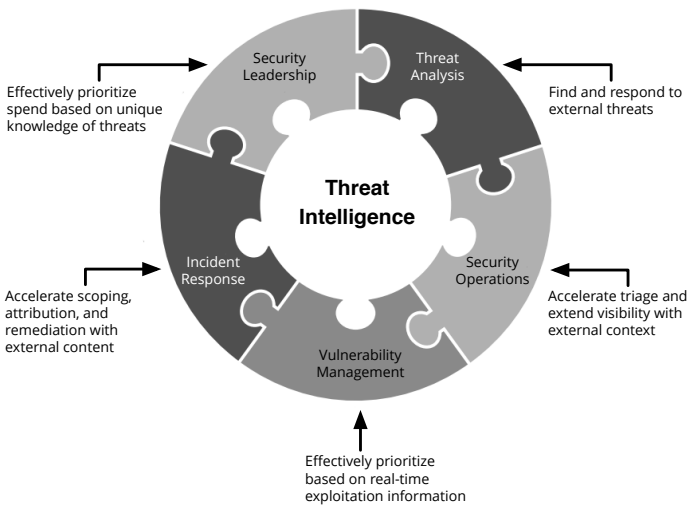 Security
Leadership
Threat
Analysis
Effectively prioritize
spend based on unique
knowledge of threats
Find and respond to
external threats
Threat
Intelligence
Incident
Response
Security
Operations
Accelerate scoping,
attribution, and
remediation with
external content
Accelerate triage and
extend visibility with
external context
Vulnerability
Management
Effectively prioritize
based on real-time
exploitation information